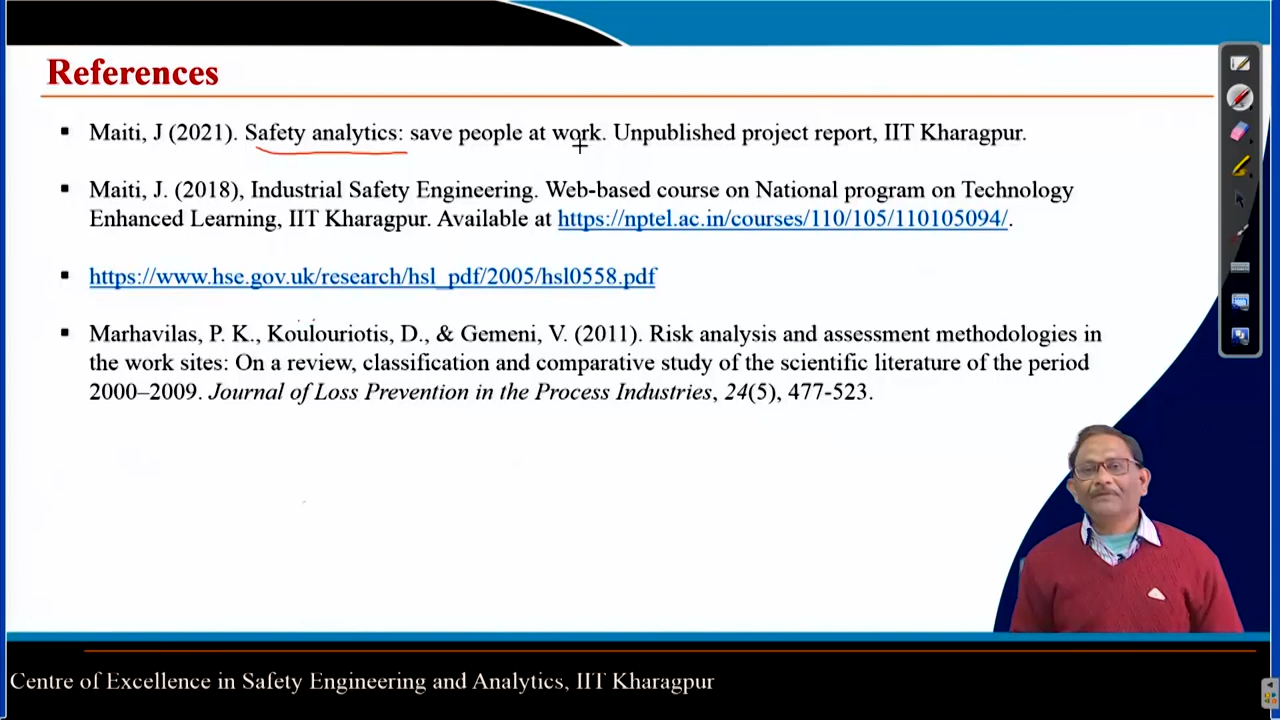 References
▪ Maiti, J (2021). Safety analytics: save people at work. Unpublished project report, IIT Kharagpur.
▪ Maiti, J. (2018), Industrial Safety Engineering. Web-based course on National program on Technology
Enhanced Learning, IIT Kharagpur. Available at https://nptel.ac.in/courses/110/105/110105094/.
▪ https://www.hse.gov.uk/research/hsl_pdf/2005/hsl0558.pdf
▪ Marhavilas, P. K., Koulouriotis, D., & Gemeni, V. (2011). Risk analysis and assessment methodologies in
the work sites: On a review, classification and comparative study of the scientific literature of the period
2000–2009. Journal of Loss Prevention in the Process Industries, 24(5), 477-523.
Centre of Excellence in Safety Engineering and Analytics, IIT Kharagpur